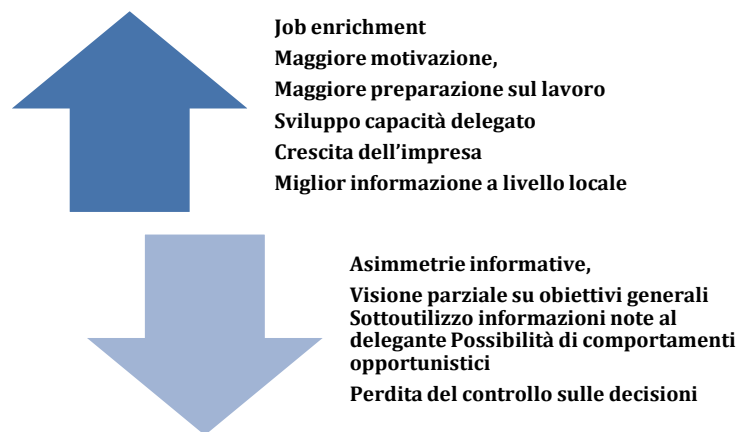 Job enrichment
Maggiore motivazione,
Maggiore preparazione sul lavoro
Sviluppo capacità delegato
Crescita dell'impresa
Miglior informazione a livello locale
Asimmetrie informative,
Visione parziale su obiettivi generali
Sottoutilizzo informazioni note al
delegante Possibilità di comportamenti
opportunistici
Perdita del controllo sulle decisioni